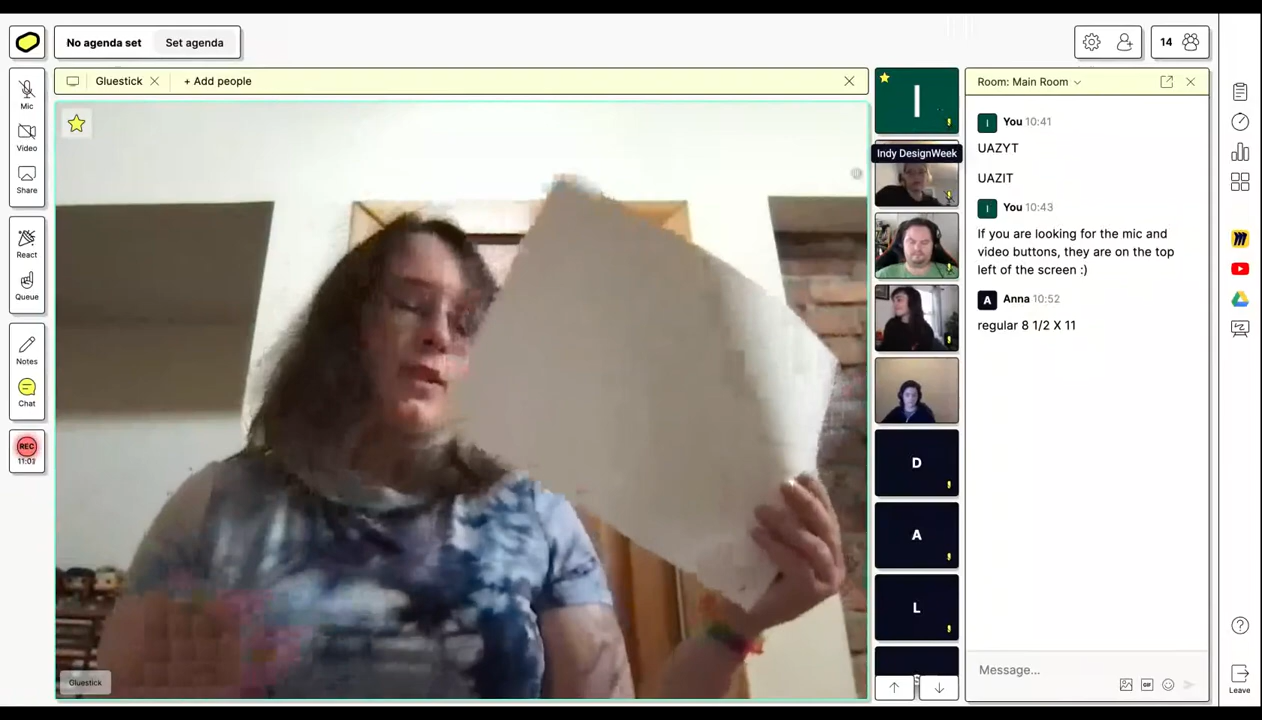 No agenda set
Set agenda
14
Mic
Video
Share
React
Queue
Notes
Chat
REC
11:01
Gluestick
+ Add people
Gluestick
I
Indy DesignWeek
D
A
L
Room: Main Room
I
You 10:41
UAZYT
UAZIT
I
You 10:43
If you are looking for the mic and
video buttons, they are on the top
left of the screen :)
A
Anna 10:52
regular 8 1/2 X 11
Message...
GIF
Leave